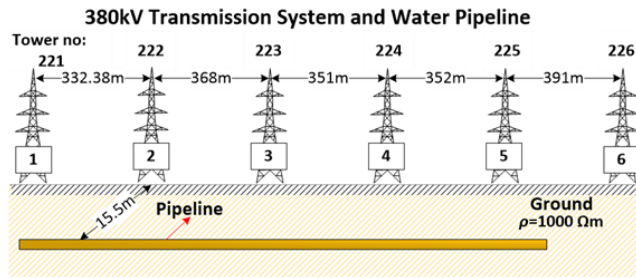 380kV Transmission System and Water Pipeline
Tower no:
221 222 223 224 225 226
332.38m 368m 351m 352m 391m
1 2 3 4 5 6
15.5m
Pipeline
Ground
ρ=1000 Ωm